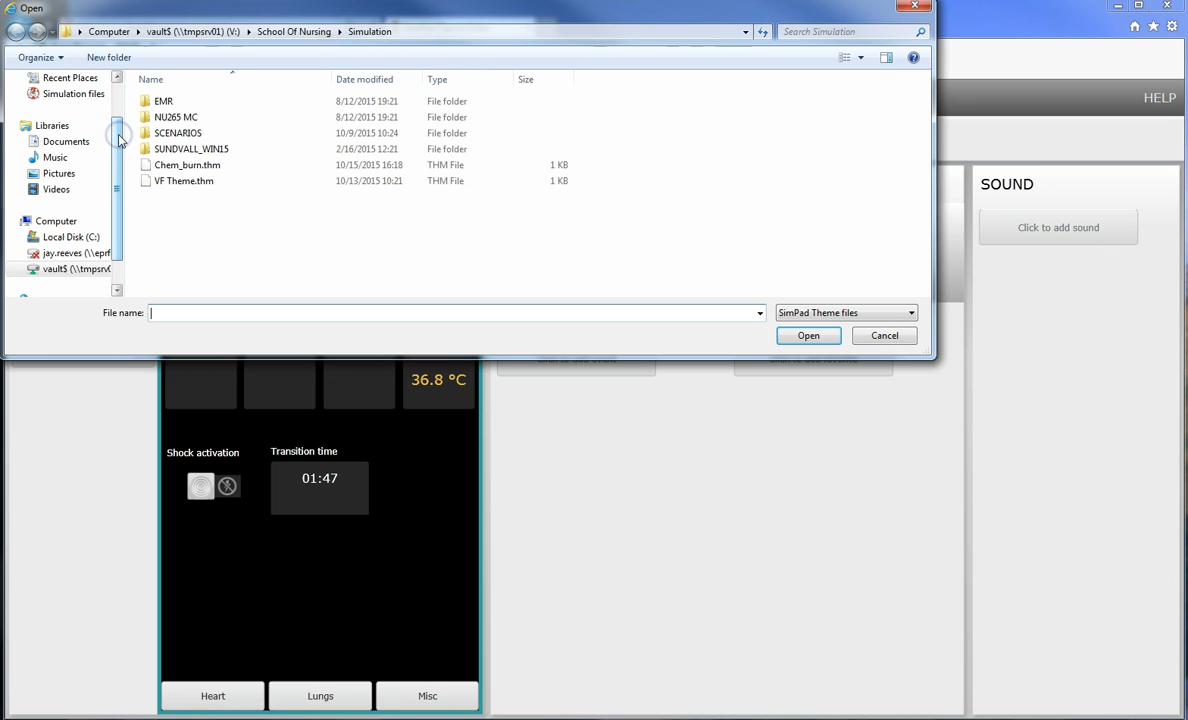 Open
Computer
vault$ (\\tmpsrv01) (V:)
School Of Nursing
Simulation
Search Simulation
Organize
New folder
Recent Places
Simulation files
Libraries
Documents
Music
Pictures
Videos
Computer
Local Disk (C:)
jay.reeves (\\eprf
vault$ (\\tmpsrv0
Name Date modified Type Size
EMR 8/12/2015 19:21 File folder
NU265 MC 8/12/2015 19:21 File folder
SCENARIOS 10/9/2015 10:24 File folder
SUNDVALL_WIN15 2/16/2015 12:21 File folder
Chem_burn.thm 10/15/2015 16:18 THM File 1 KB
VF Theme.thm 10/13/2015 10:21 THM File 1 KB
File name:
SimPad Theme files
Open
Cancel
HELP
SOUND
Click to add sound
36.8 °C
Shock activation
Transition time
01:47
Heart
Lungs
Misc